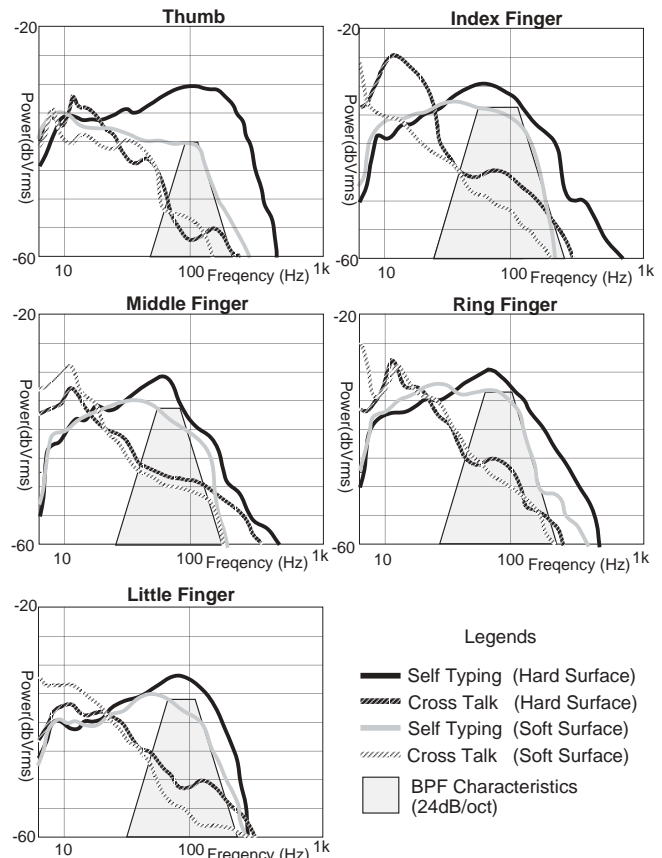 Thumb
-20
Power(dbVrms)
-60
10
100
Freqency (Hz)
1k
Index Finger
-20
Power(dbVrms)
-60
10
100
Freqency (Hz)
1k
Middle Finger
-20
Power(dbVrms)
-60
10
100
Freqency (Hz)
1k
Ring Finger
-20
Power(dbVrms)
-60
10
100
Freqency (Hz)
1k
Little Finger
-20
Power(dbVrms)
-60
10
100
Freqency (Hz)
1k
Legends
Self Typing (Hard Surface)
Cross Talk (Hard Surface)
Self Typing (Soft Surface)
Cross Talk (Soft Surface)
BPF Characteristics
(24dB/oct)